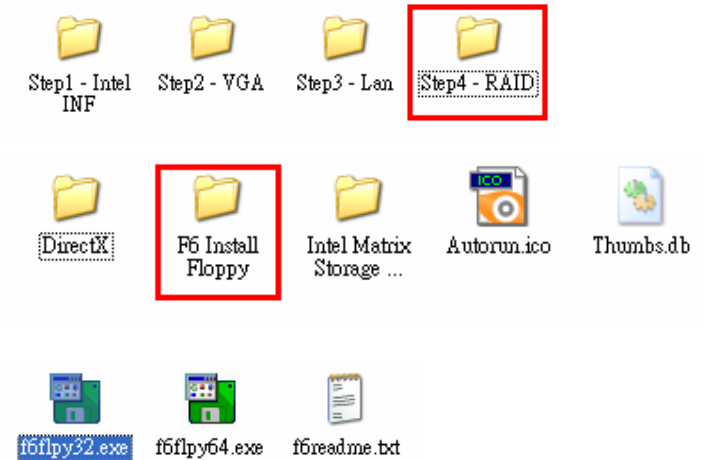 Step1 - Intel INF
Step2 - VGA
Step3 - Lan
Step4 - RAID
DirectX
F6 Install Floppy
Intel Matrix Storage ...
ICO
Autorun.ico
Thumbs.db
f6flpy32.exe
f6flpy64.exe
f6readme.txt